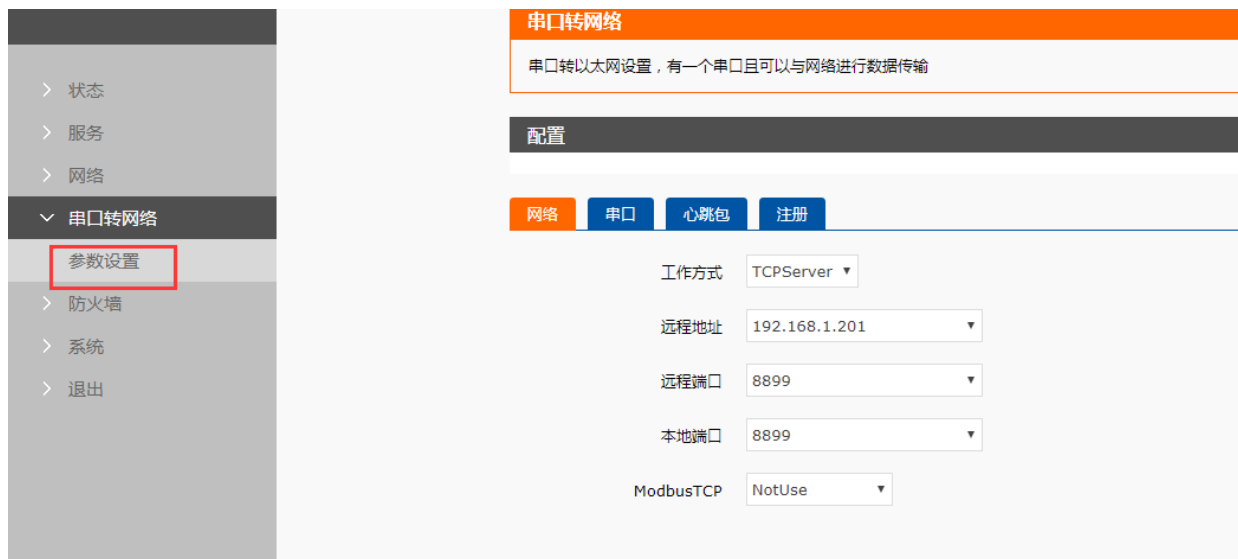 串口转网络
串口转以太网设置，有一个串口且可以与网络进行数据传输
状态
服务
网络
串口转网络
参数设置
防火墙
系统
退出
配置
网络 串口 心跳包 注册
工作方式 TCPServer
远程地址 192.168.1.201
远程端口 8899
本地端口 8899
ModbusTCP NotUse